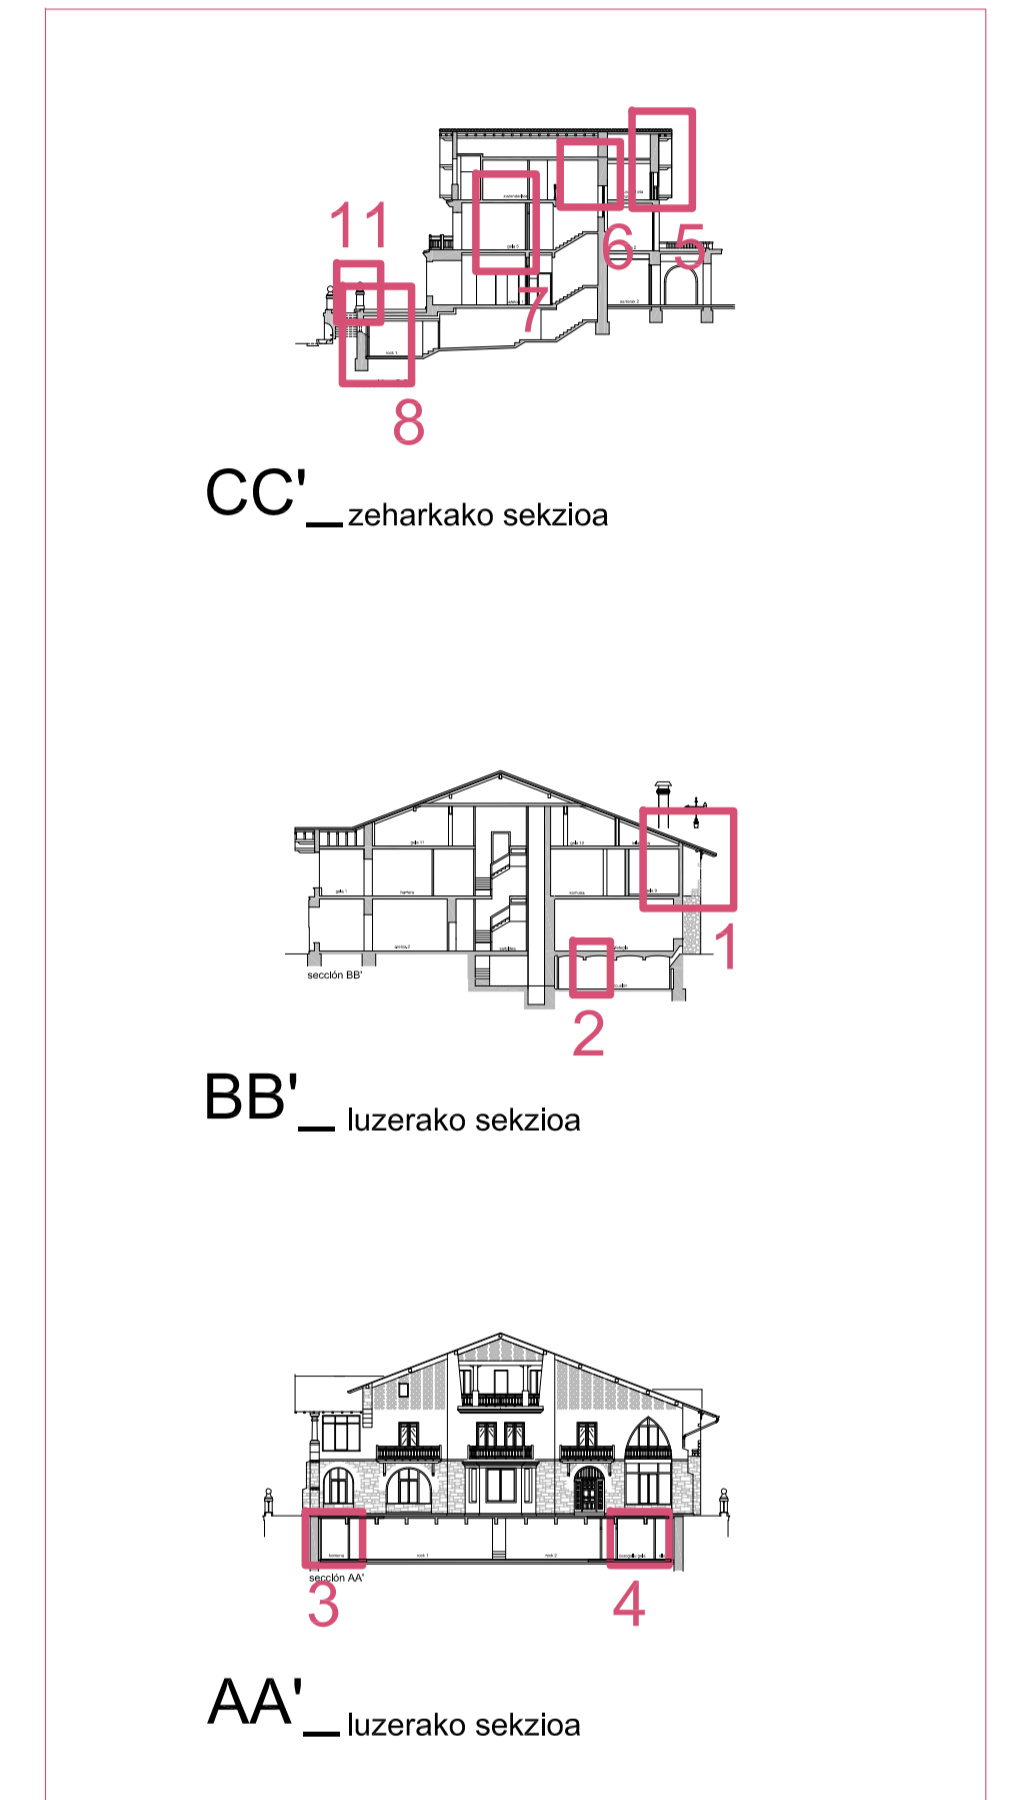 11
6
5
7
8
CC'_ zeharkako sekzioa
1
sección BB'
2
BB'_ luzerako sekzioa
sección AA'
3
4
AA'_ luzerako sekzioa